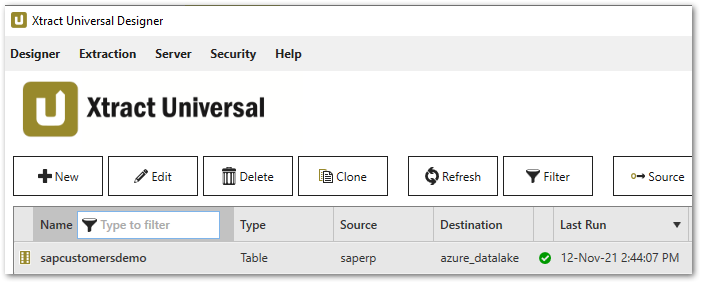 Xtract Universal Designer
Designer Extraction Server Security Help
Xtract Universal
New Edit Delete Clone Refresh Filter Source
Name Type to filter Type Source Destination Last Run
sapcustomersdemo Table saperp azure_datalake 12-Nov-21 2:44:07 PM